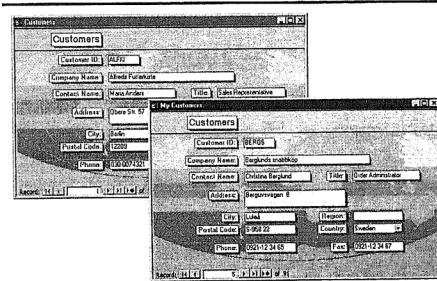 Customers
Customers
Customer ID: ALFKI
Company Name: Alfreds Futterkiste
Contact Name: Maria Anders Title: Sales Representative
Address: Obere Str. 57
City: Berlin
Postal Code: 12209
Phone: 030-0074321
Record: 1 of
My Customers
Customers
Customer ID: BERGS
Company Name: Berglunds snabbköp
Contact Name: Christina Berglund Title: Order Administrator
Address: Berguvsvägen 8
City: Luleå Region:
Postal Code: S-958 22 Country: Sweden
Phone: 0921-12 34 65 Fax: 0921-12 34 67
Record: 5 of 91